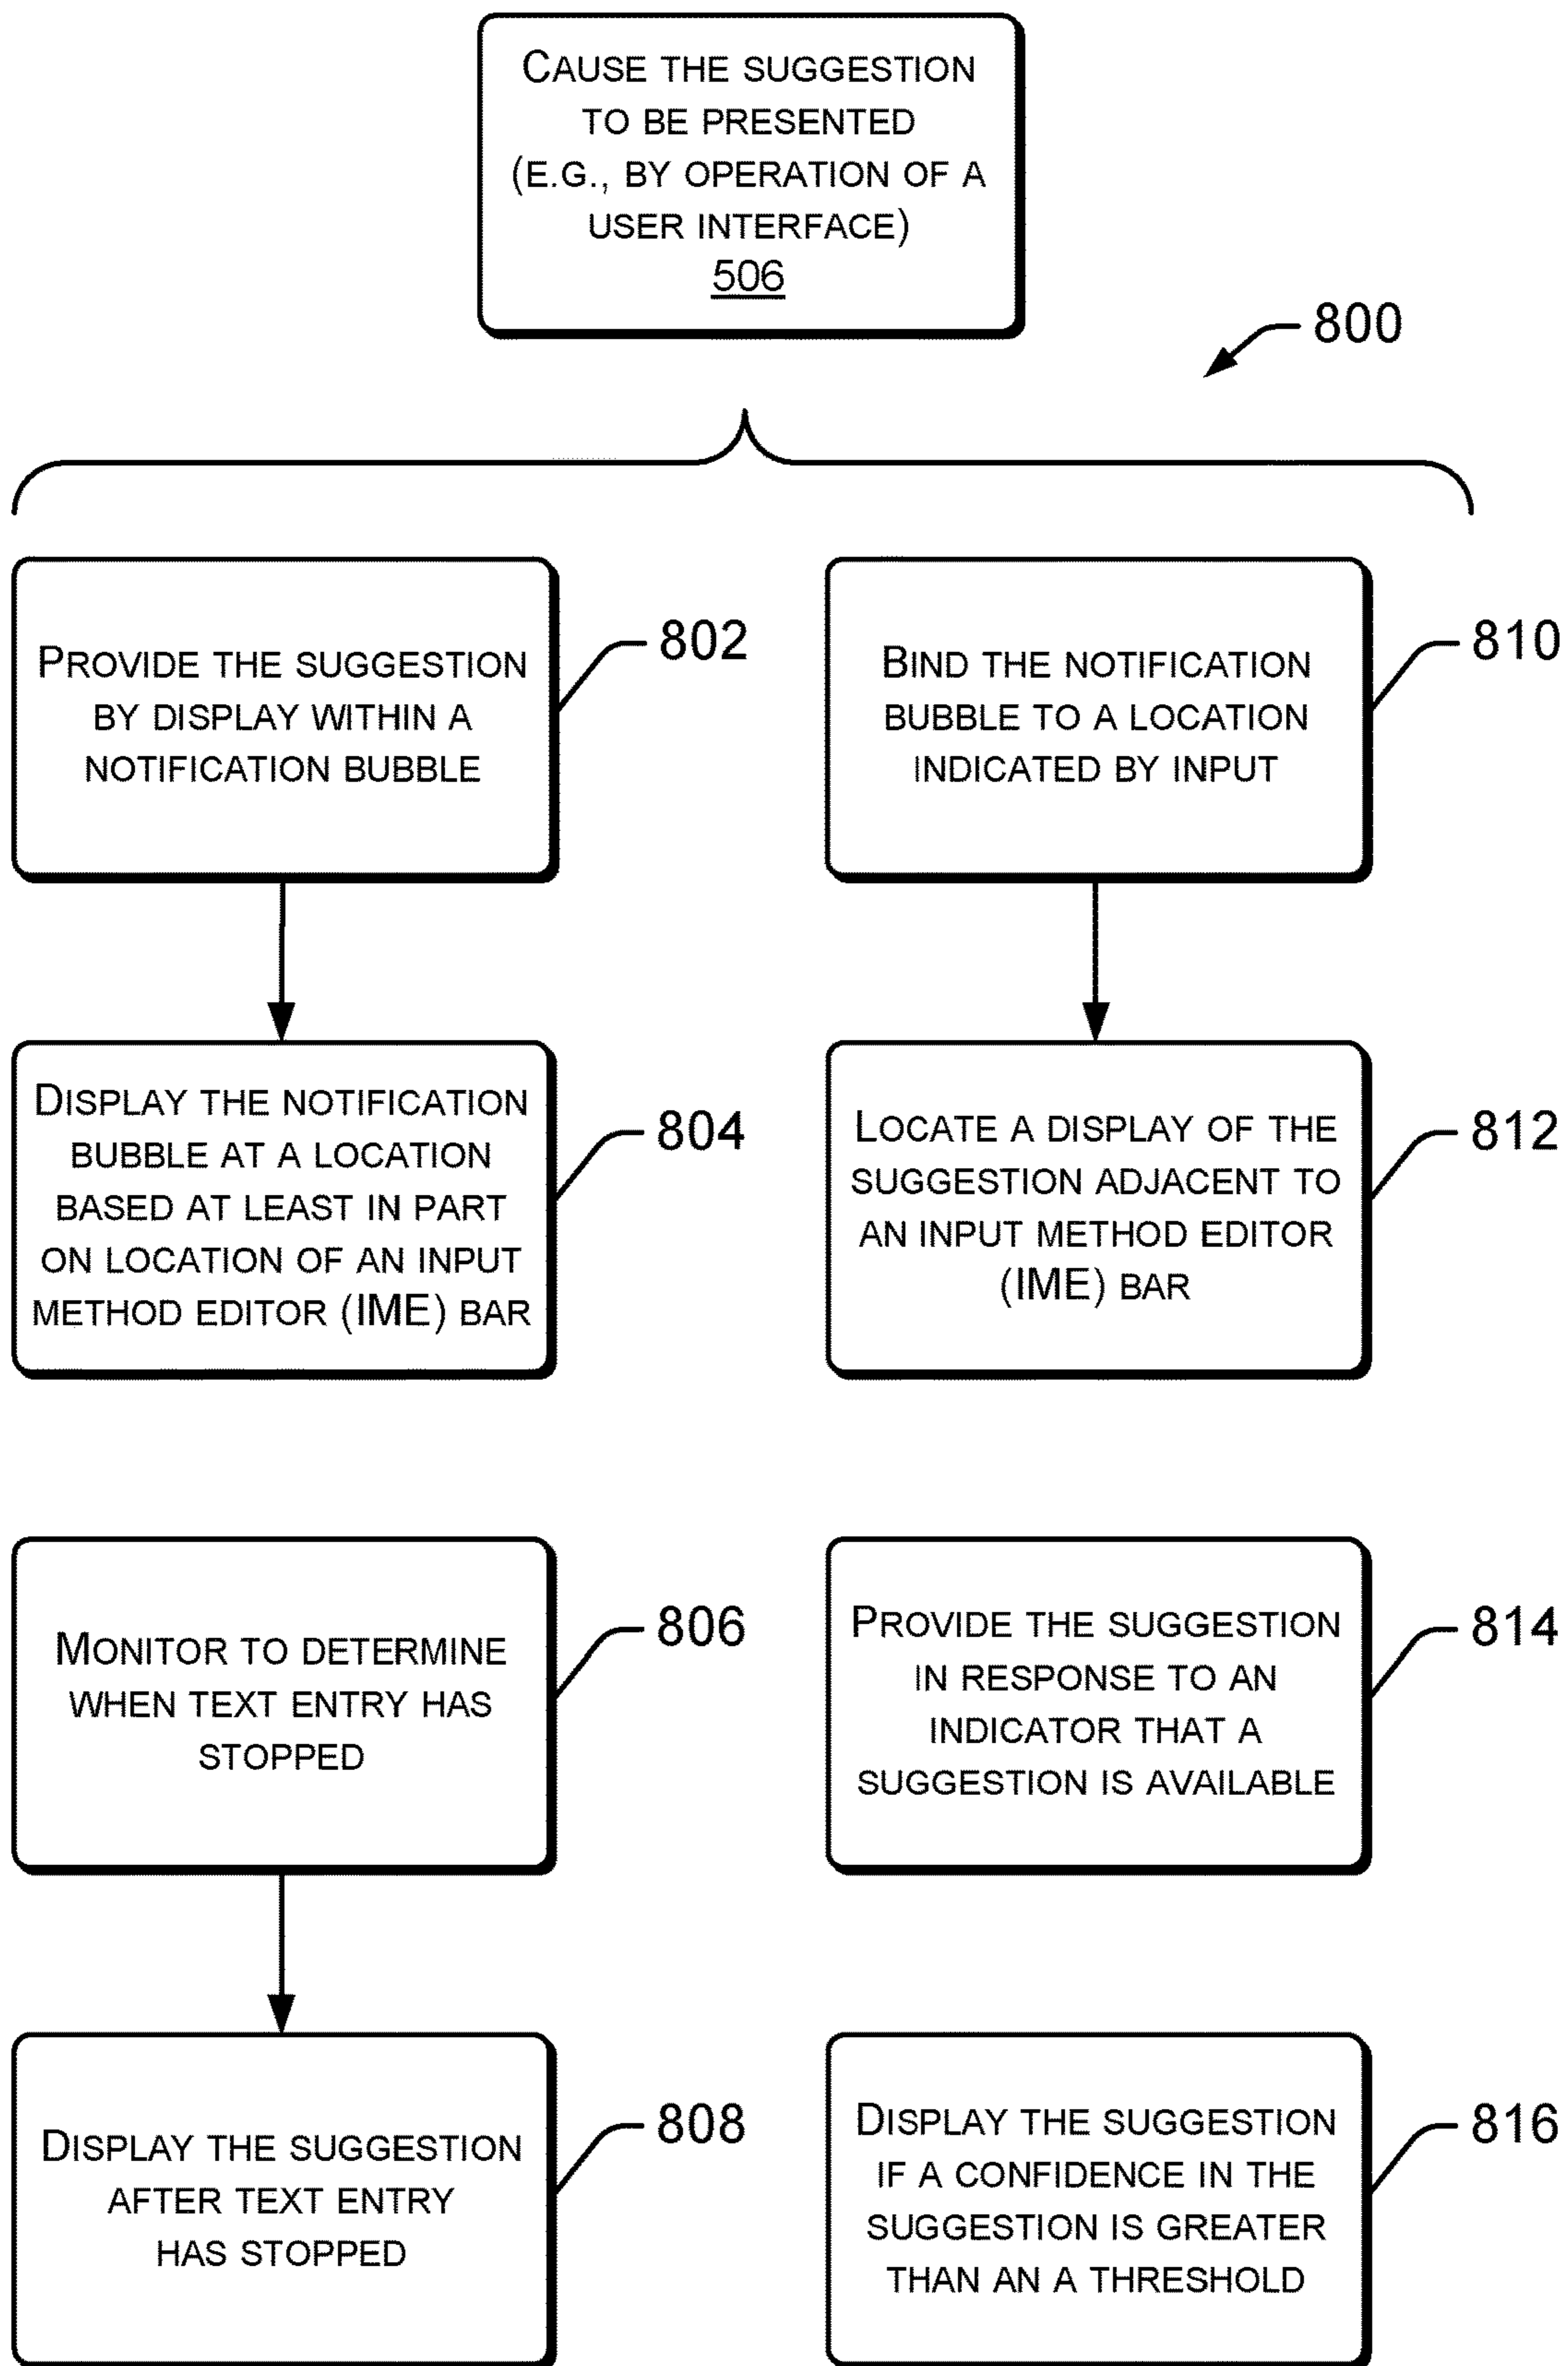 CAUSE THE SUGGESTION
TO BE PRESENTED
(E.G., BY OPERATION OF A
USER INTERFACE)
506
800
PROVIDE THE SUGGESTION
BY DISPLAY WITHIN A
NOTIFICATION BUBBLE
802
DISPLAY THE NOTIFICATION
BUBBLE AT A LOCATION
BASED AT LEAST IN PART
ON LOCATION OF AN INPUT
METHOD EDITOR (IME) BAR
804
MONITOR TO DETERMINE
WHEN TEXT ENTRY HAS
STOPPED
806
DISPLAY THE SUGGESTION
AFTER TEXT ENTRY
HAS STOPPED
808
BIND THE NOTIFICATION
BUBBLE TO A LOCATION
INDICATED BY INPUT
810
LOCATE A DISPLAY OF THE
SUGGESTION ADJACENT TO
AN INPUT METHOD EDITOR
(IME) BAR
812
PROVIDE THE SUGGESTION
IN RESPONSE TO AN
INDICATOR THAT A
SUGGESTION IS AVAILABLE
814
DISPLAY THE SUGGESTION
IF A CONFIDENCE IN THE
SUGGESTION IS GREATER
THAN AN A THRESHOLD
816